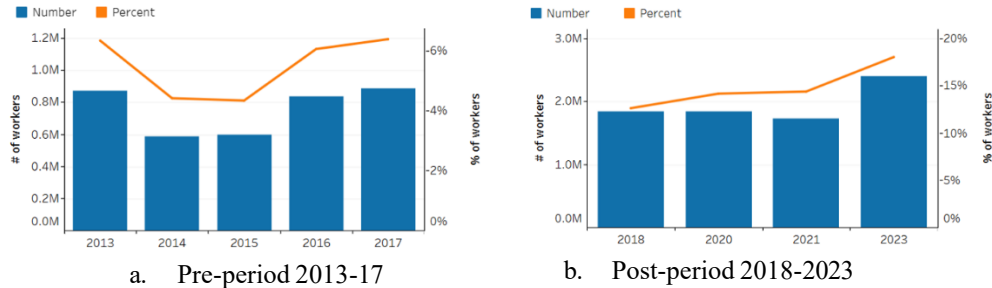 Number Percent
1.2M
1.0M
0.8M
0.6M
0.4M
0.2M
0.0M
# of workers
6%
4%
2%
0%
% of workers
2013 2014 2015 2016 2017
a. Pre-period 2013-17
Number Percent
3.0M
2.0M
1.0M
0.0M
# of workers
20%
15%
10%
5%
0%
% of workers
2018 2020 2021 2023
b. Post-period 2018-2023